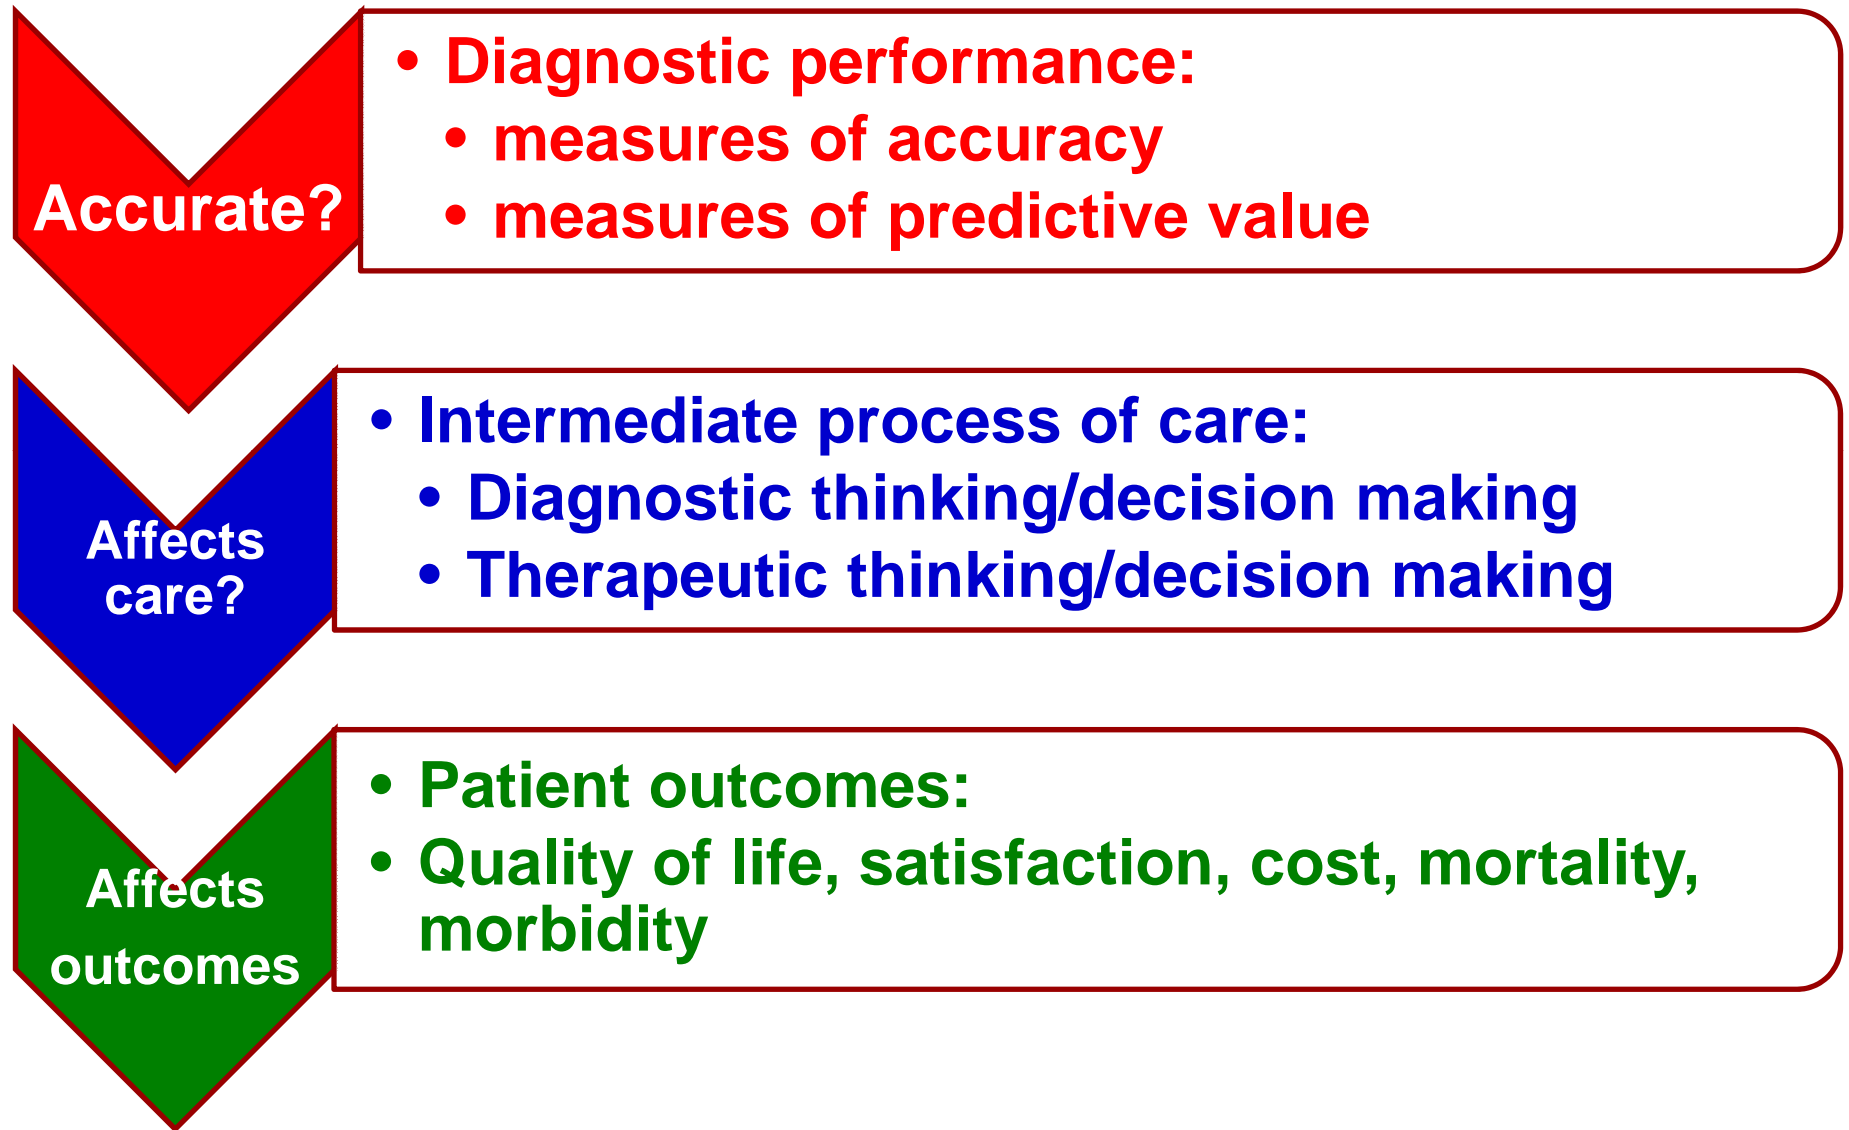 Accurate?
• Diagnostic performance:
• measures of accuracy
• measures of predictive value
Affects
care?
• Intermediate process of care:
• Diagnostic thinking/decision making
• Therapeutic thinking/decision making
Affects
outcomes
• Patient outcomes:
• Quality of life, satisfaction, cost, mortality,
morbidity